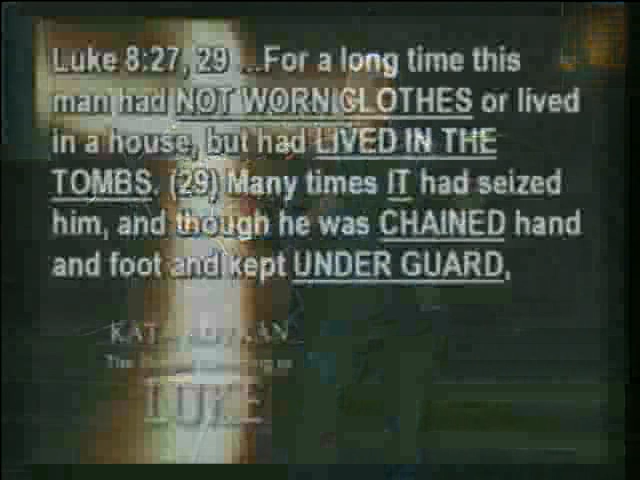 Luke 8:27, 29 ...For a long time this
man had NOT WORN CLOTHES or lived
in a house, but had LIVED IN THE
TOMBS. (29) Many times IT had seized
him, and though he was CHAINED hand
and foot and kept UNDER GUARD,
The
LUKE